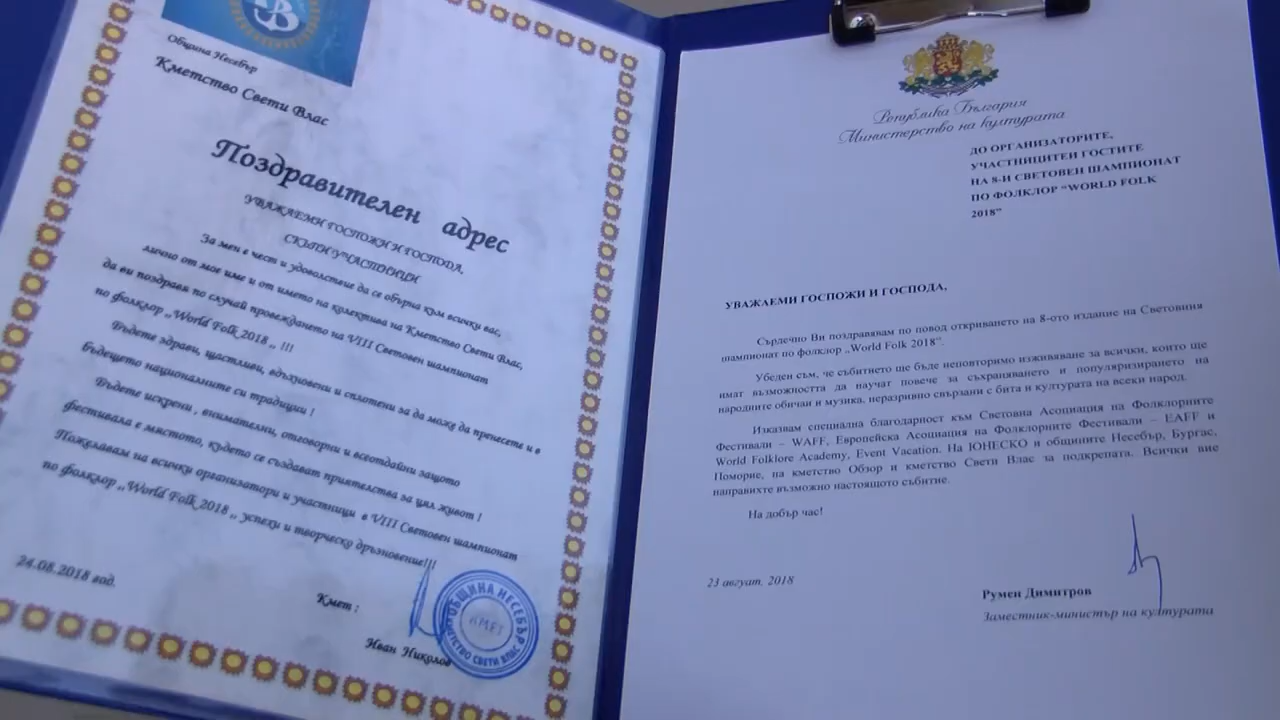 СВ
Община Несебър
Кметство Свети Влас
Поздравителен адрес
УВАЖАЕМИ ГОСПОЖИ И ГОСПОДА,
СКЪПИ УЧАСТНИЦИ
За мен е чест и удоволствие да се обърна към всички вас,
лично от мое име и от името на колектива на Кметство Свети Влас,
да ви поздравя по случай провеждането на VIII Световен шампионат
по фолклор ,,World Folk 2018 ,, !!!
Бъдете здрави, щастливи, вдъхновени и сплотени за да може да пренесете и в
бъдещето националните си традиции !
Бъдете искрени , внимателни, отговорни и всеотдайни защото
фестивала е мястото, където се създават приятелства за цял живот !
Пожелавам на всички организатори и участници в VIII Световен шампионат
по фолклор ,,World Folk 2018 ,, успехи и творческо дръзновение!!!
24.08.2018 год.
Кмет :
Иван Николов
ОБЩИНА НЕСЕБЪР
КМЕТ
КМЕТСТВО СВЕТИ ВЛАС
Република България
Министерство на културата
ДО ОРГАНИЗАТОРИТЕ,
УЧАСТНИЦИТЕИ ГОСТИТЕ
НА 8-И СВЕТОВЕН ШАМПИОНАТ
ПО ФОЛКЛОР “WORLD FOLK
2018”
УВАЖАЕМИ ГОСПОЖИ И ГОСПОДА,
Сърдечно Ви поздравявам по повод откриването на 8-ото издание на Световния
шампионат по фолклор „World Folk 2018“.
Убеден съм, че събитието ще бъде неповторимо изживяване за всички, които ще
имат възможността да научат повече за съхраняването и популяризирането на
народните обичаи и музика, неразривно свързани с бита и културата на всеки народ.
Изказвам специална благодарност към Световна Асоциация на Фолклорните
Фестивали – WAFF, Европейска Асоциация на Фолклорните Фестивали – EAFF и
World Folklore Academy, Event Vacation. На ЮНЕСКО и общините Несебър, Бургас,
Поморие, на кметство Обзор и кметство Свети Влас за подкрепата. Всички вие
направихте възможно настоящото събитие.
На добър час!
23 август, 2018
Румен Димитров
Заместник-министър на културата